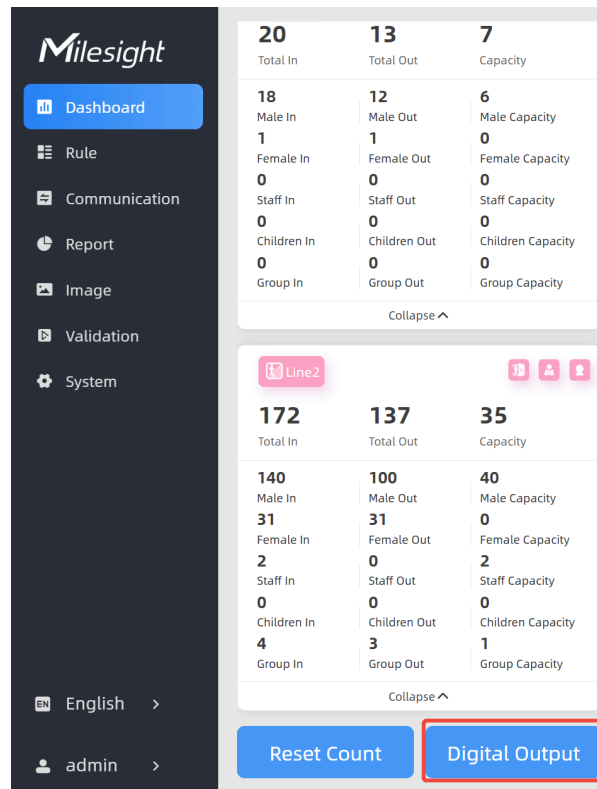 Milesight
Dashboard
Rule
Communication
Report
Image
Validation
System
EN English
admin
20 13 7
Total In Total Out Capacity
18 12 6
Male In Male Out Male Capacity
1 1 0
Female In Female Out Female Capacity
0 0 0
Staff In Staff Out Staff Capacity
0 0 0
Children In Children Out Children Capacity
0 0 0
Group In Group Out Group Capacity
Collapse
Line2
172 137 35
Total In Total Out Capacity
140 100 40
Male In Male Out Male Capacity
31 31 0
Female In Female Out Female Capacity
2 0 2
Staff In Staff Out Staff Capacity
0 0 0
Children In Children Out Children Capacity
4 3 1
Group In Group Out Group Capacity
Collapse
Reset Count Digital Output